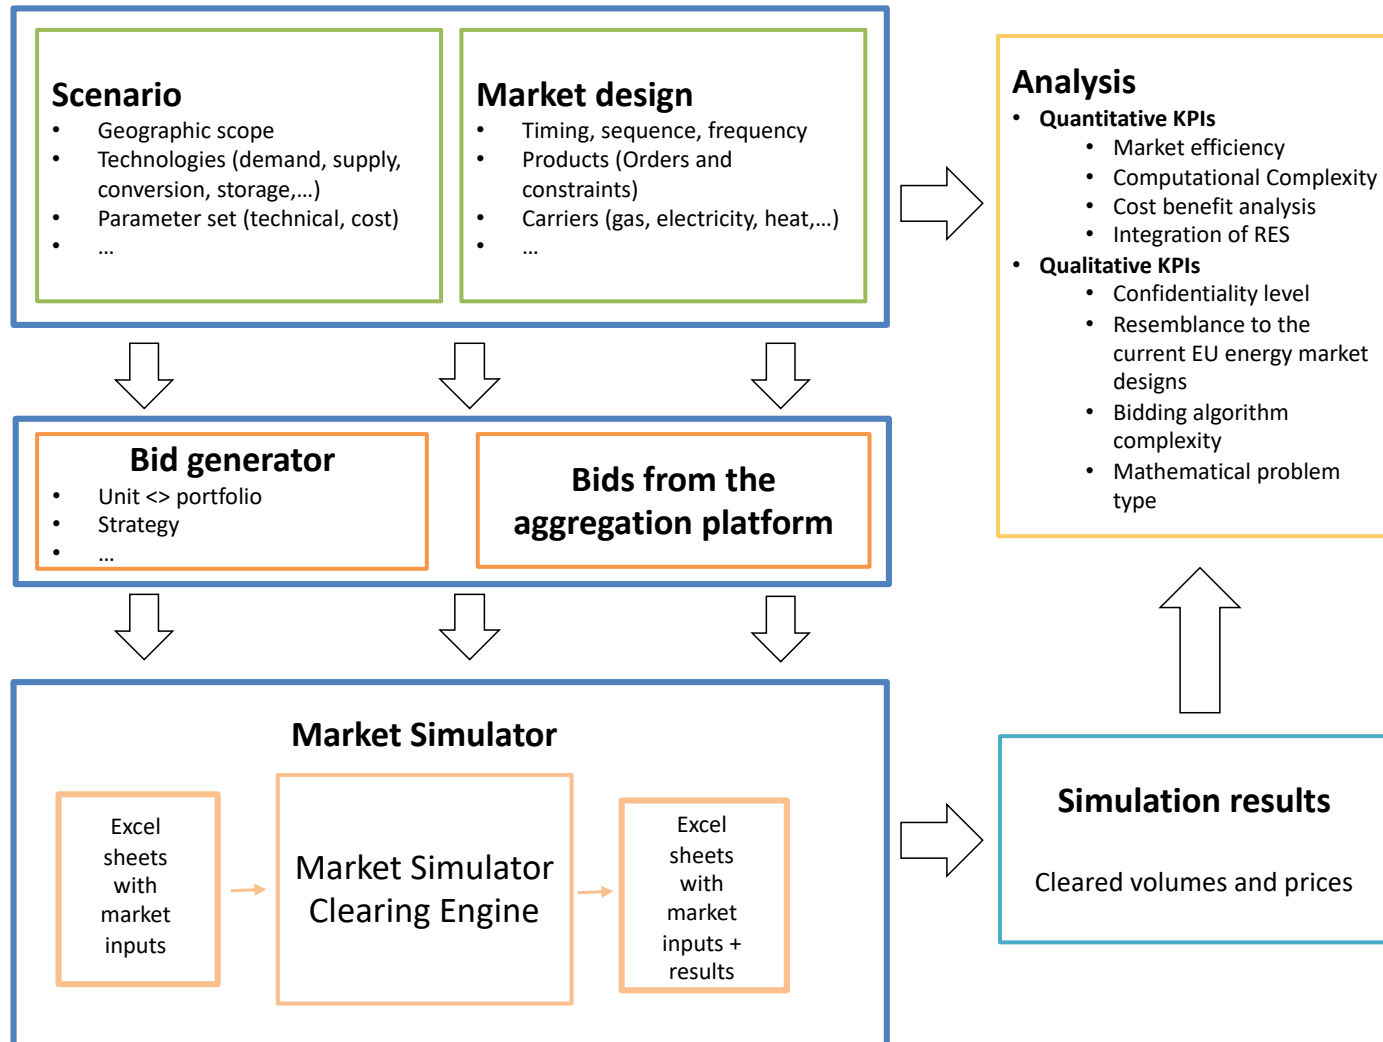 Scenario
• Geographic scope
• Technologies (demand, supply,
conversion, storage,...)
• Parameter set (technical, cost)
• ...
Market design
• Timing, sequence, frequency
• Products (Orders and
constraints)
• Carriers (gas, electricity, heat,...)
• ...
Analysis
• Quantitative KPIs
• Market efficiency
• Computational Complexity
• Cost benefit analysis
• Integration of RES
• Qualitative KPIs
• Confidentiality level
• Resemblance to the
current EU energy market
designs
• Bidding algorithm
complexity
• Mathematical problem
type
Bid generator
• Unit <> portfolio
• Strategy
• ...
Bids from the
aggregation platform
Market Simulator
Excel
sheets
with
market
inputs
Market Simulator
Clearing Engine
Excel
sheets
with
market
inputs +
results
Simulation results
Cleared volumes and prices